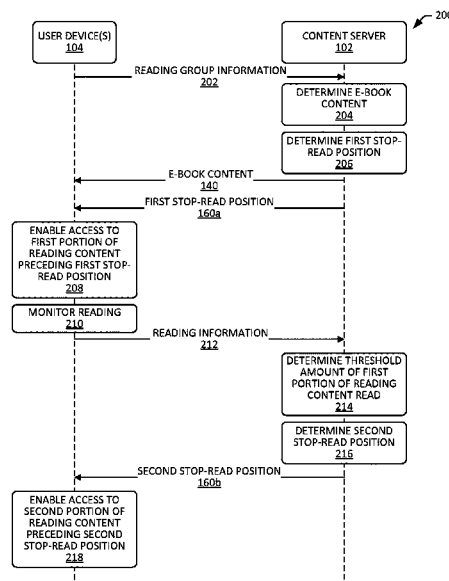 200
USER DEVICE(S)
104
CONTENT SERVER
102
READING GROUP INFORMATION
202
DETERMINE E-BOOK
CONTENT
204
DETERMINE FIRST STOP-
READ POSITION
206
E-BOOK CONTENT
140
FIRST STOP-READ POSITION
160a
ENABLE ACCESS TO
FIRST PORTION OF
READING CONTENT
PRECEDING FIRST STOP-
READ POSITION
208
MONITOR READING
210
READING INFORMATION
212
DETERMINE THRESHOLD
AMOUNT OF FIRST
PORTION OF READING
CONTENT READ
214
DETERMINE SECOND
STOP-READ POSITION
216
SECOND STOP-READ POSITION
160b
ENABLE ACCESS TO
SECOND PORTION OF
READING CONTENT
PRECEDING SECOND
STOP-READ POSITION
218